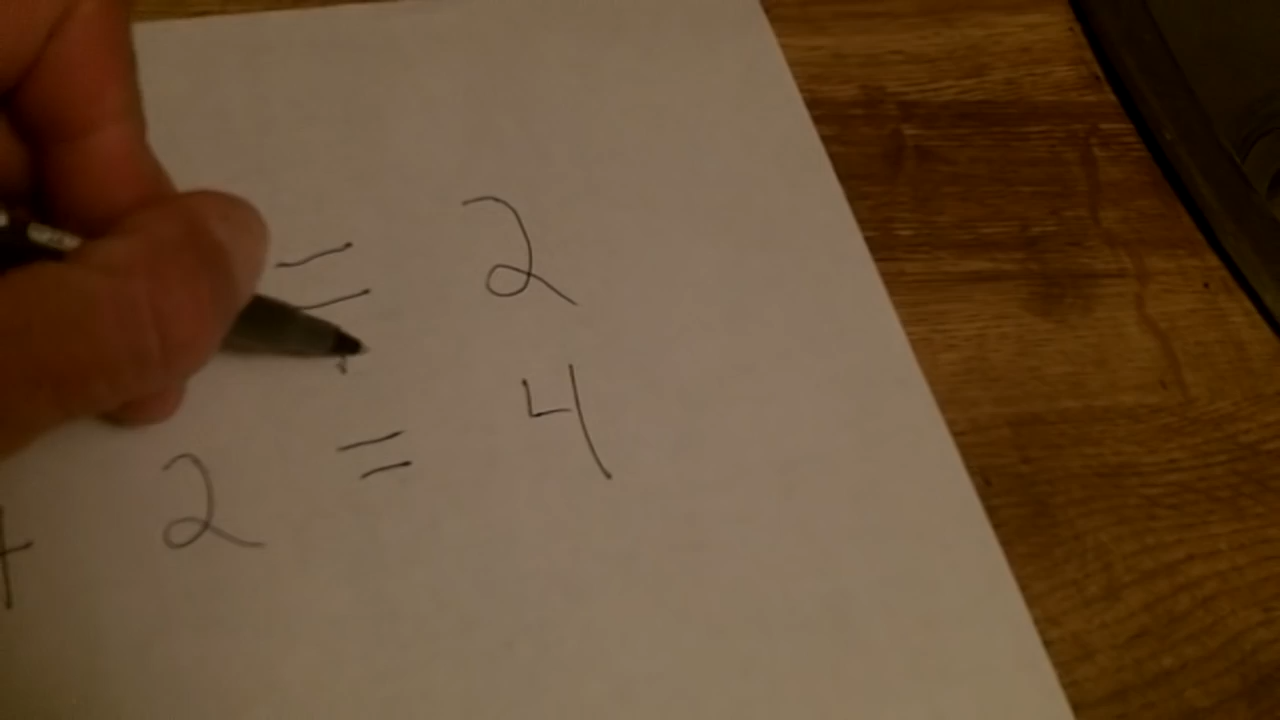 = 2
+ 2 = 4